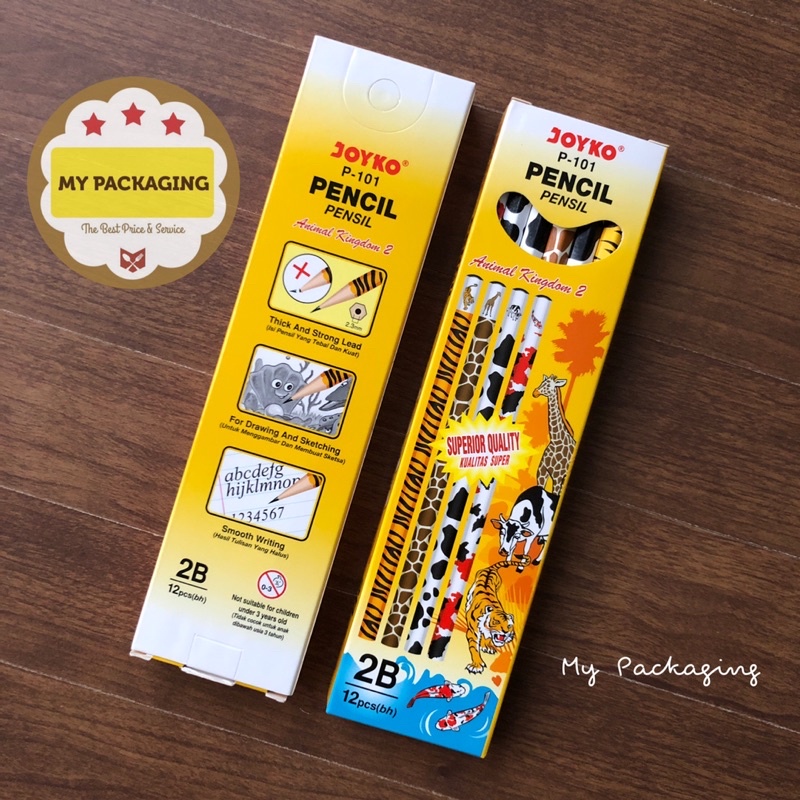 MY PACKAGING
The Best Price & Service
JOYKO®
P-101
PENCIL
PENSIL
Animal Kingdom 2
2.3mm
Thick And Strong Lead
(Isi Pensil Yang Tebal Dan Kuat)
For Drawing And Sketching
(Untuk Menggambar Dan Membuat Sketsa)
abcdefg
hijklmnop
1234567
Smooth Writing
(Hasil Tulisan Yang Halus)
2B
12pcs(bh)
0-3
Not suitable for children
under 3 years old
(Tidak cocok untuk anak
dibawah usia 3 tahun)
JOYKO®
P-101
PENCIL
PENSIL
Animal Kingdom 2
SUPERIOR QUALITY
KUALITAS SUPER
2B
12pcs(bh)
My Packaging